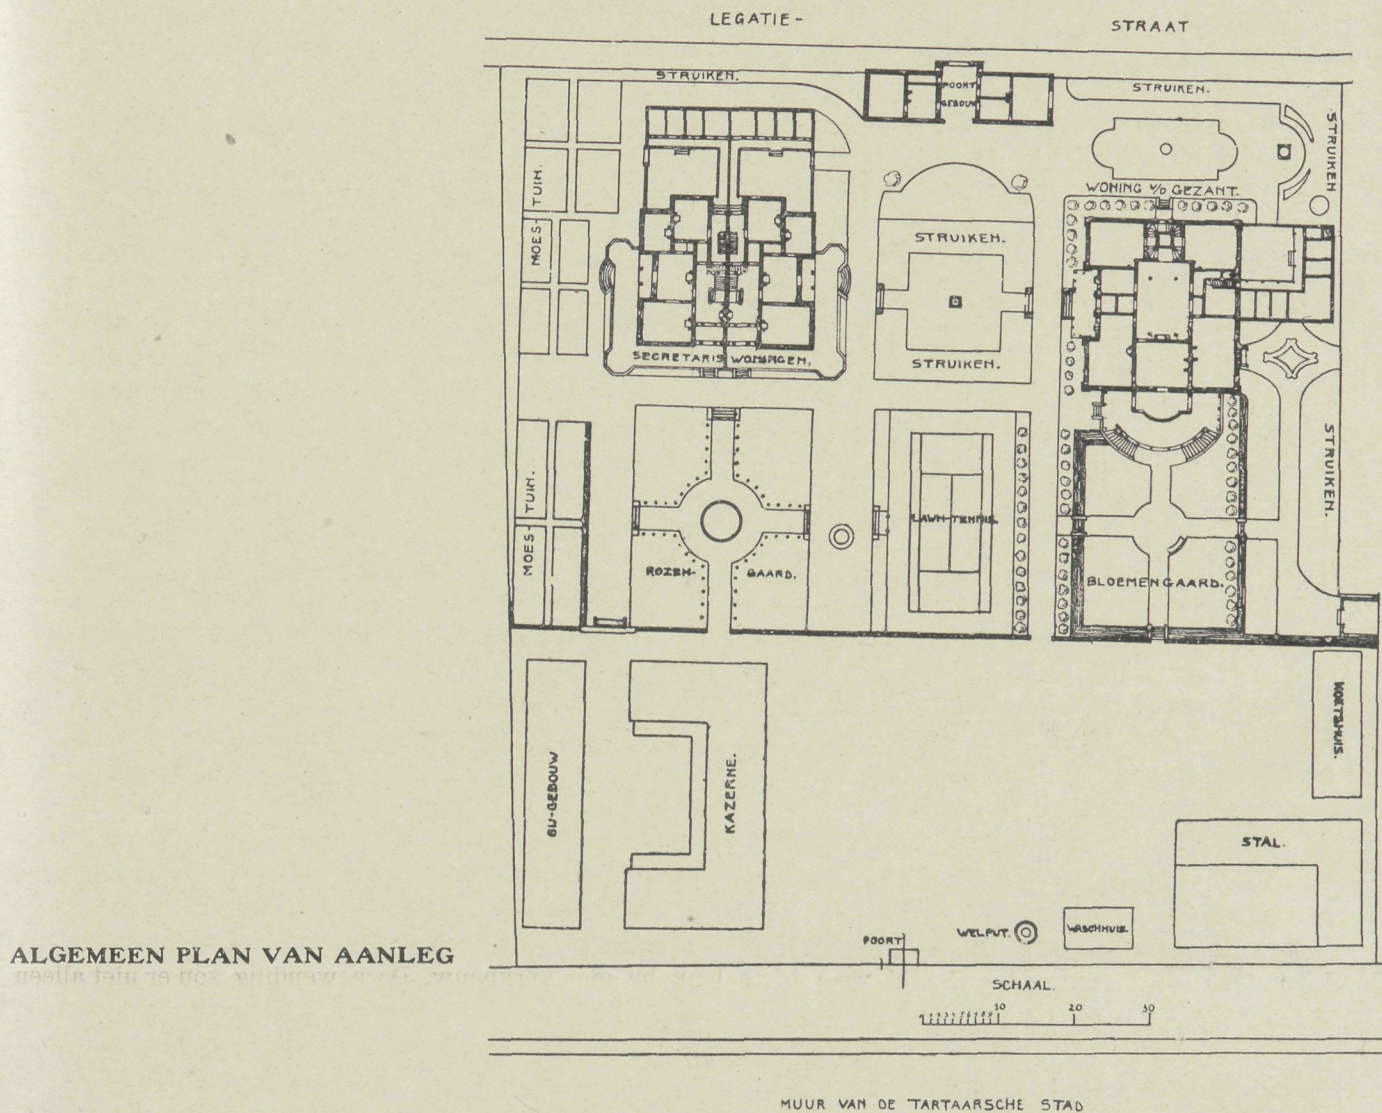 LEGATIE-
STRAAT
STRUIKEN.
POORT
GEBOUW
STRUIKEN.
STRUIKEN
MOES-TUIN.
WONING v/D GEZANT.
STRUIKEN.
STRUIKEN.
SECRETARIS WONINGEN.
STRUIKEN.
MOES-TUIN.
LAWN-TENNIS.
ROZEN-
GAARD.
BLOEMENGAARD.
KOETSHUIS.
BIJ-GEBOUW
KAZERNE.
STAL.
POORT
WELPUT.
WASCHHUIS.
ALGEMEEN PLAN VAN AANLEG
SCHAAL.
10 20 30
MUUR VAN DE TARTAARSCHE STAD